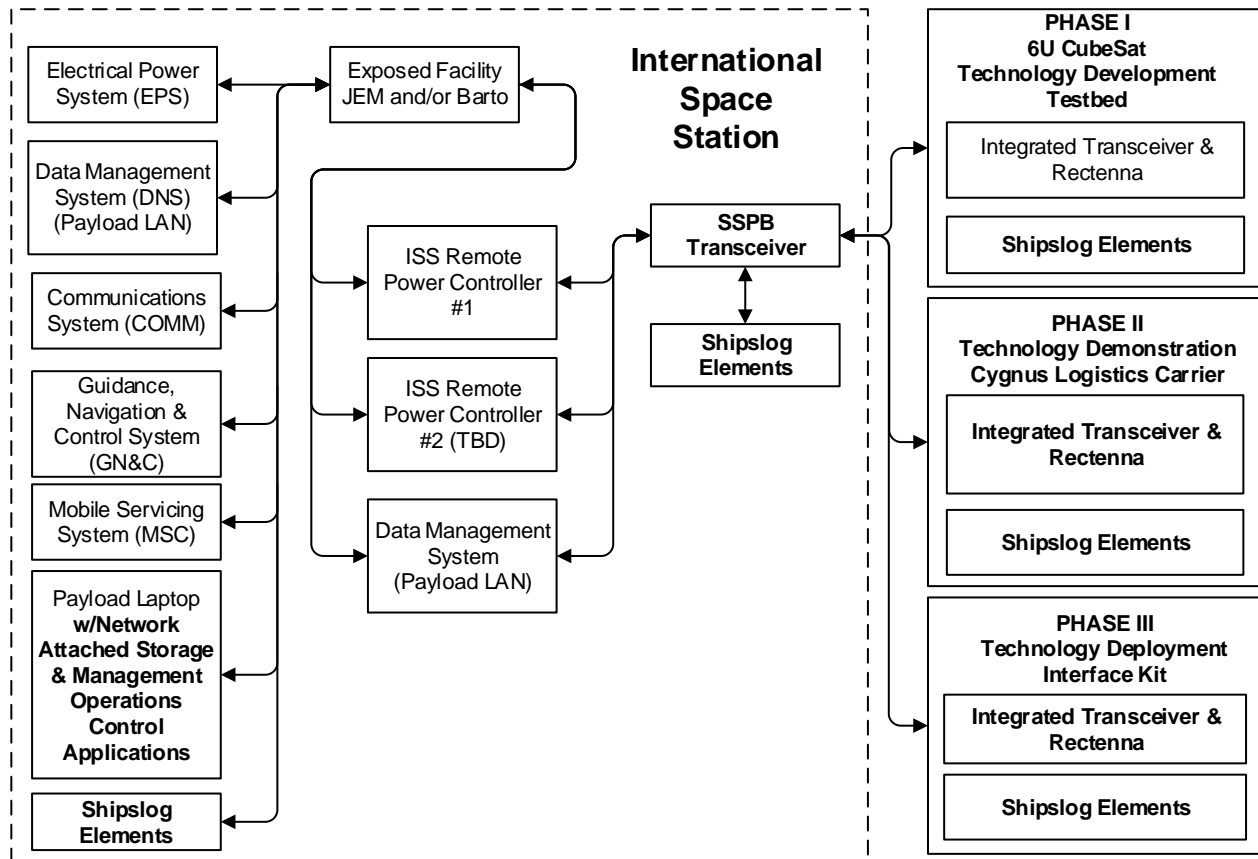 Electrical Power
System (EPS)
Data Management
System (DNS)
(Payload LAN)
Communications
System (COMM)
Guidance,
Navigation &
Control System
(GN&C)
Mobile Servicing
System (MSC)
Payload Laptop
w/Network
Attached Storage
& Management
Operations
Control
Applications
Shipslog
Elements
Exposed Facility
JEM and/or Barto
ISS Remote
Power Controller
#1
ISS Remote
Power Controller
#2 (TBD)
Data Management
System
(Payload LAN)
International
Space
Station
SSPB
Transceiver
Shipslog
Elements
PHASE I
6U CubeSat
Technology Development
Testbed
Integrated Transceiver &
Rectenna
Shipslog Elements
PHASE II
Technology Demonstration
Cygnus Logistics Carrier
Integrated Transceiver &
Rectenna
Shipslog Elements
PHASE III
Technology Deployment
Interface Kit
Integrated Transceiver &
Rectenna
Shipslog Elements